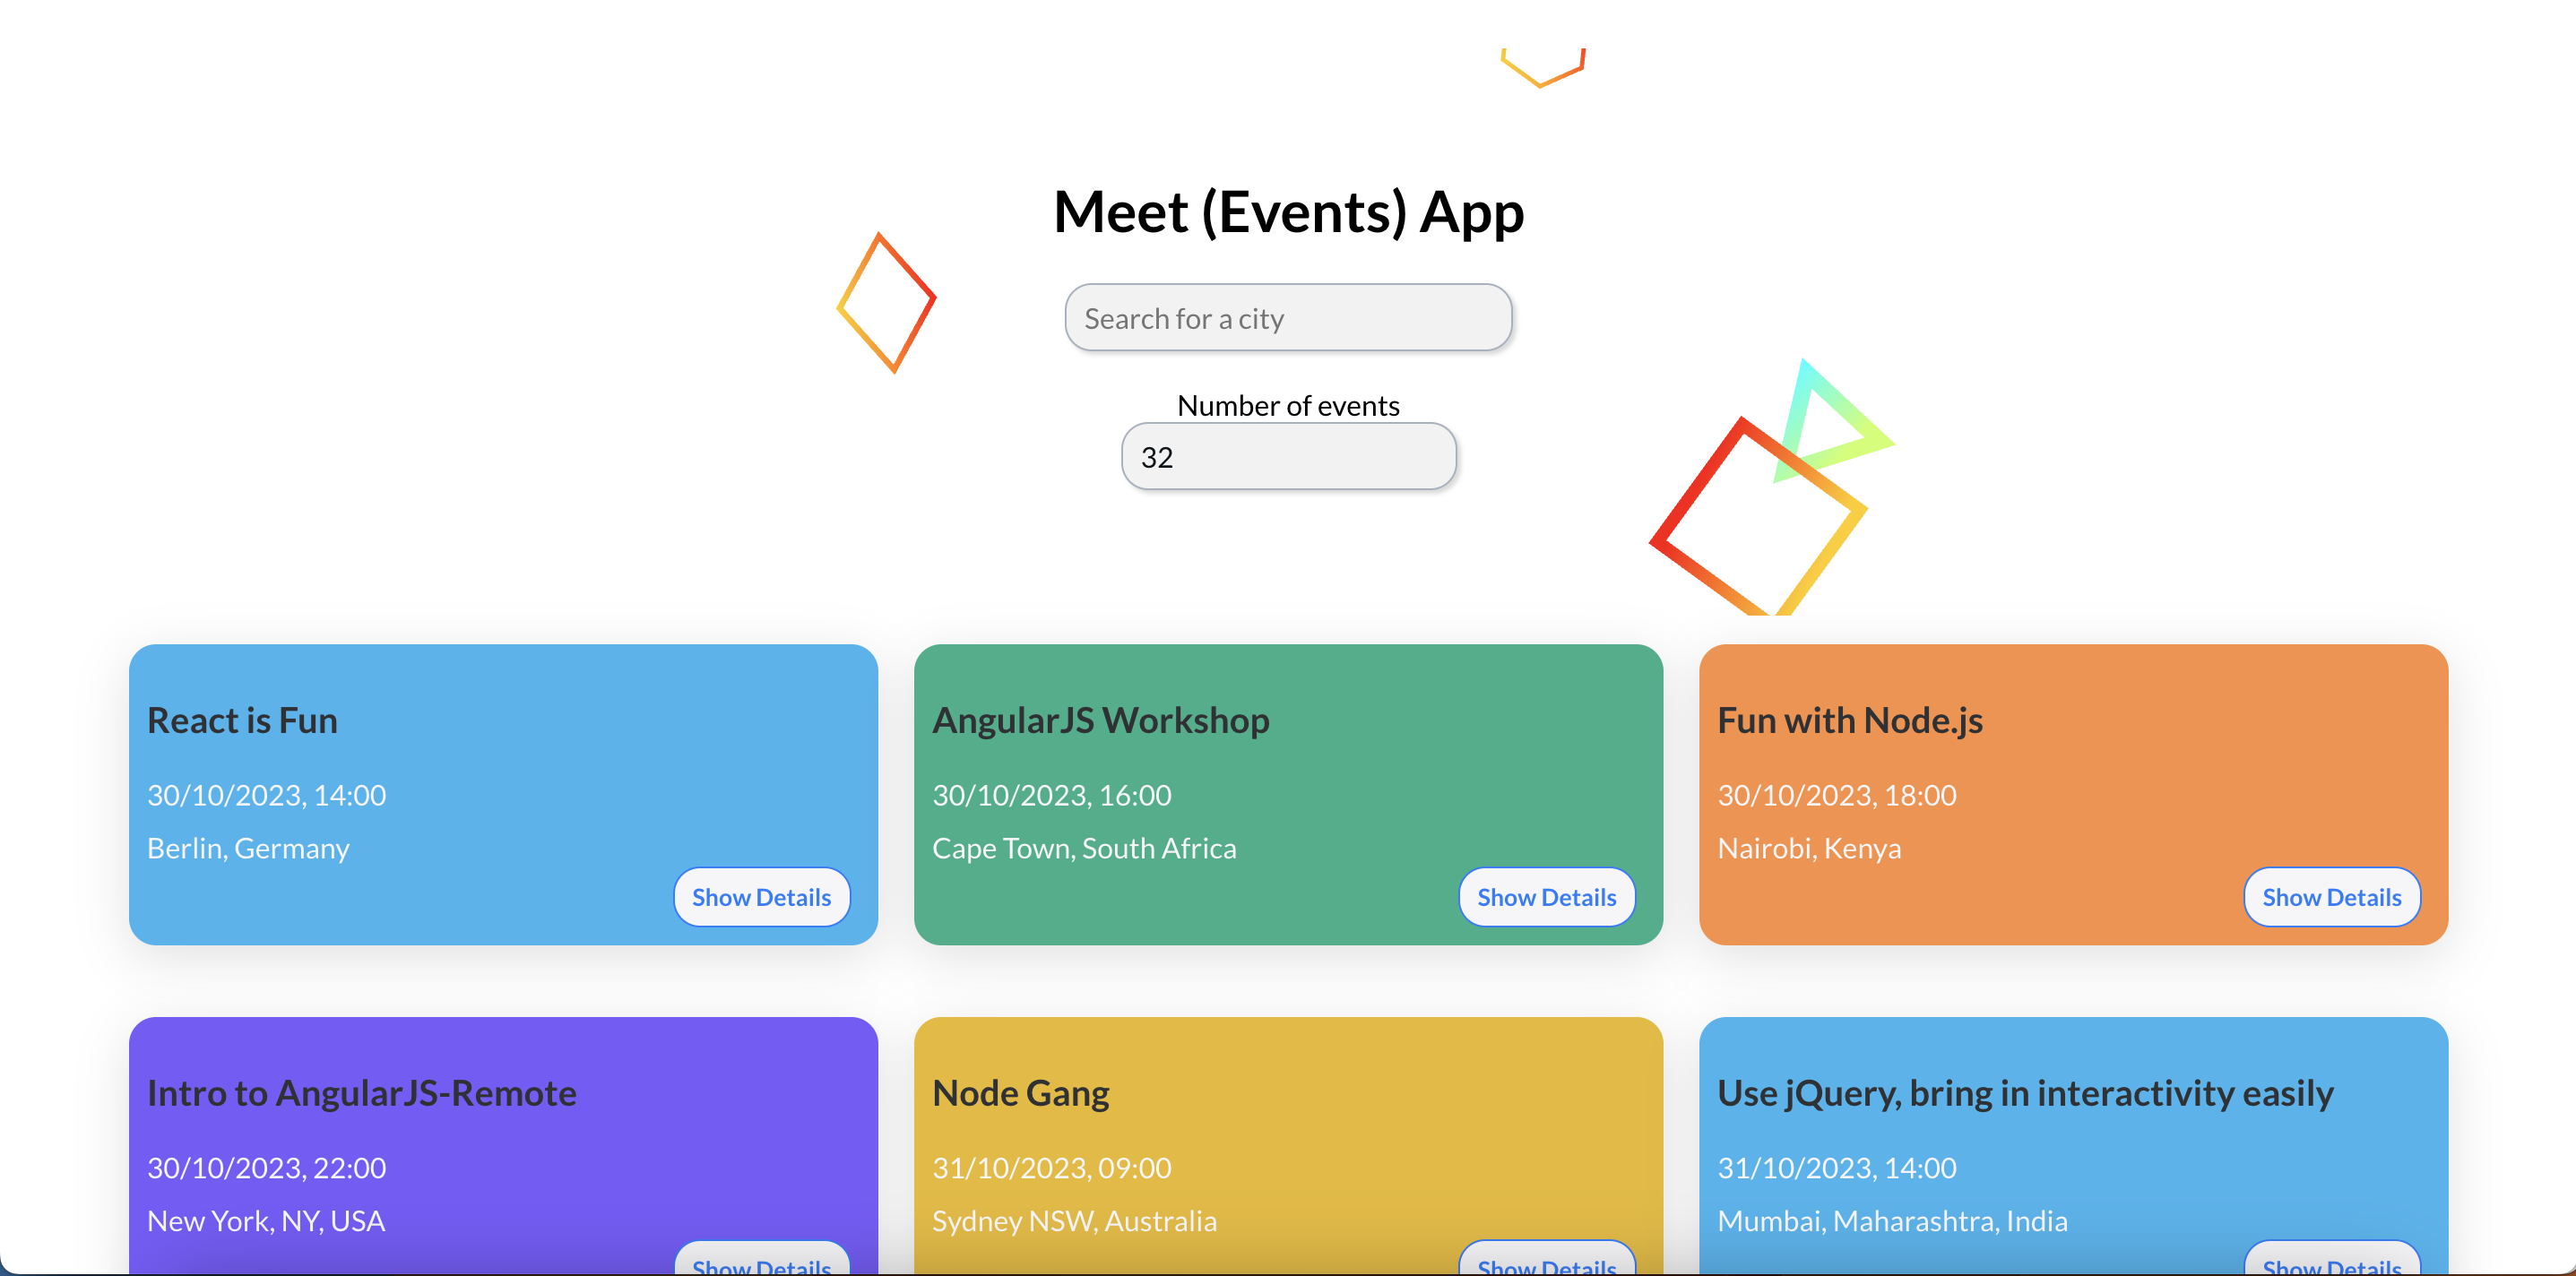 Meet (Events) App
Search for a city
Number of events
32
React is Fun
30/10/2023, 14:00
Berlin, Germany
Show Details
AngularJS Workshop
30/10/2023, 16:00
Cape Town, South Africa
Show Details
Fun with Node.js
30/10/2023, 18:00
Nairobi, Kenya
Show Details
Intro to AngularJS-Remote
30/10/2023, 22:00
New York, NY, USA
Show Details
Node Gang
31/10/2023, 09:00
Sydney NSW, Australia
Show Details
Use jQuery, bring in interactivity easily
31/10/2023, 14:00
Mumbai, Maharashtra, India
Show Details